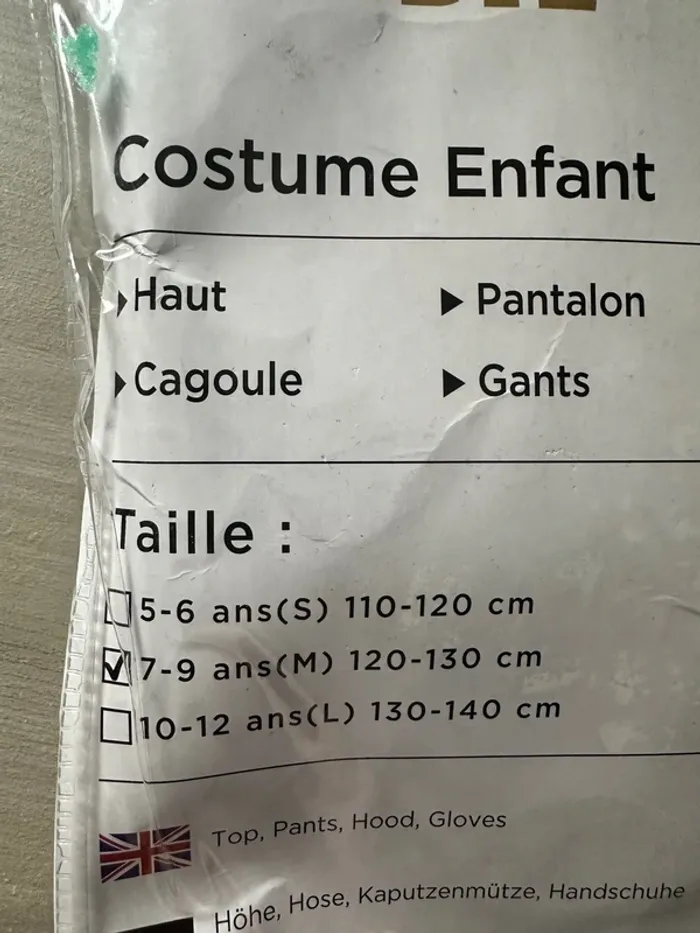 Costume Enfant
Haut
Pantalon
Cagoule
Gants
Taille :
5-6 ans(S) 110-120 cm
7-9 ans(M) 120-130 cm
10-12 ans(L) 130-140 cm
Top, Pants, Hood, Gloves
Höhe, Hose, Kaputzenmütze, Handschuhe